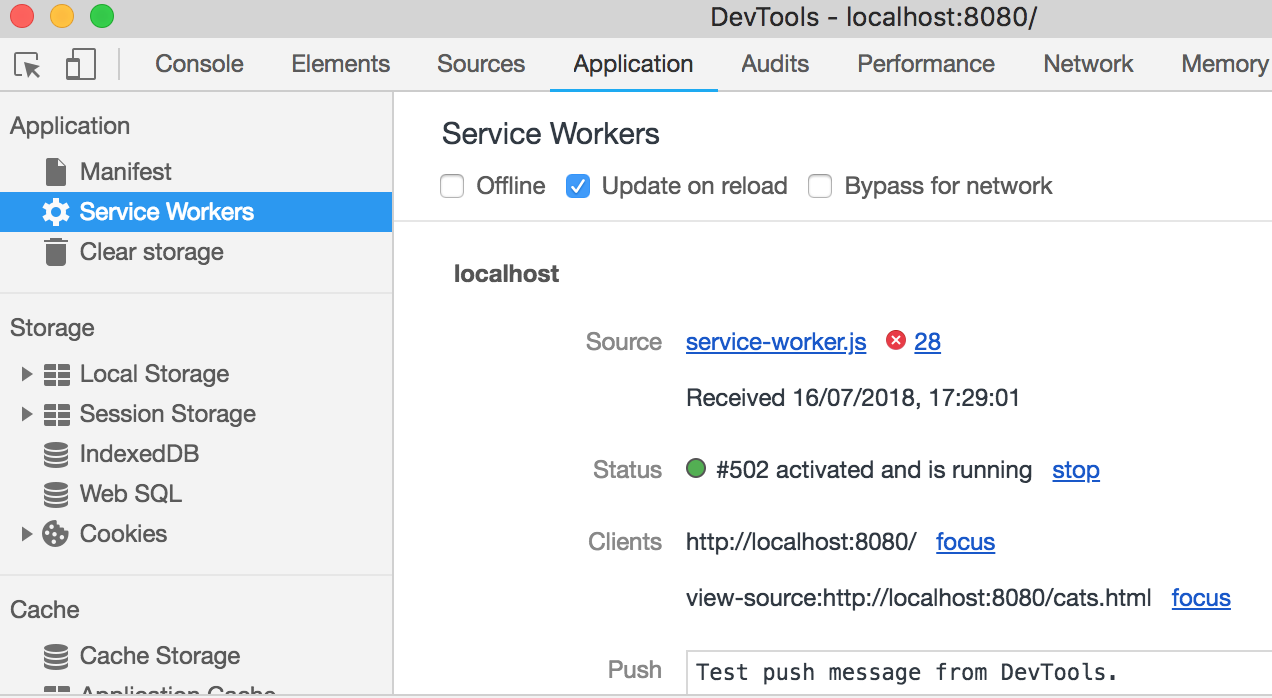 DevTools - localhost:8080/
Console Elements Sources Application Audits Performance Network Memory
Application
Manifest
Service Workers
Clear storage
Storage
Local Storage
Session Storage
IndexedDB
Web SQL
Cookies
Cache
Cache Storage
Application Cache
Service Workers
Offline Update on reload Bypass for network
localhost
Source service-worker.js 28
Received 16/07/2018, 17:29:01
Status #502 activated and is running stop
Clients http://localhost:8080/ focus
view-source:http://localhost:8080/cats.html focus
Push Test push message from DevTools.